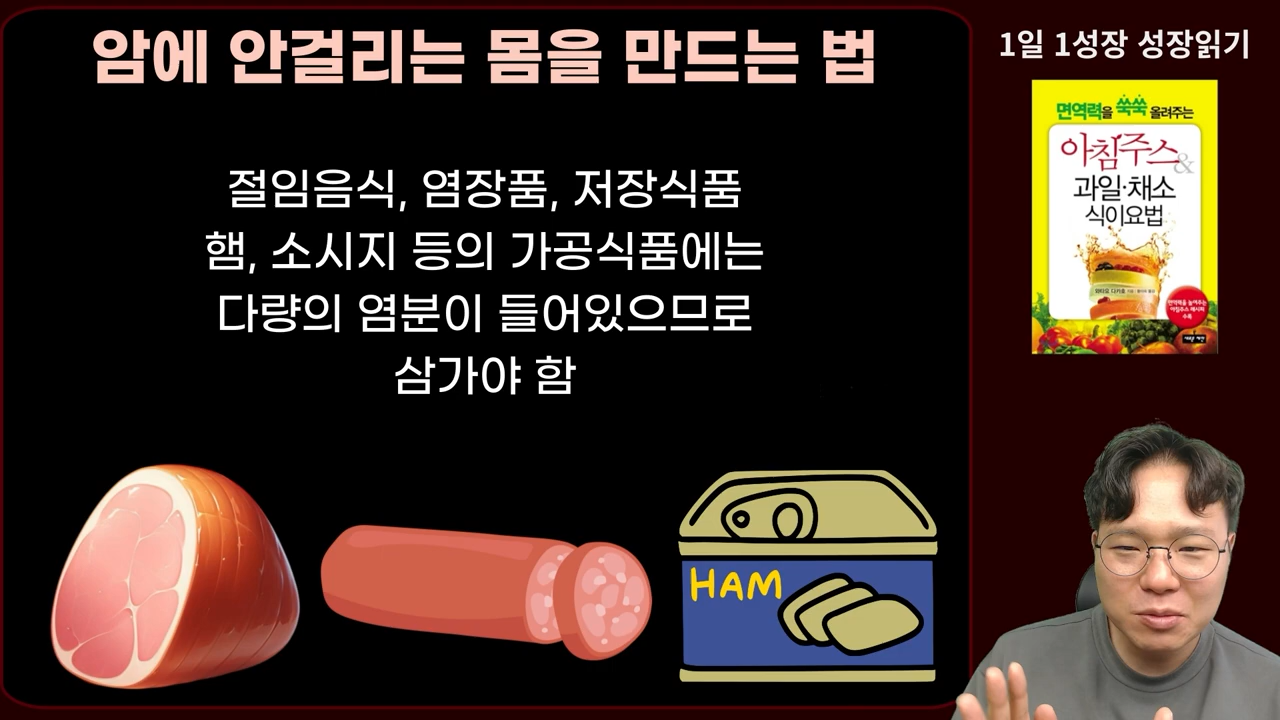 암에 안걸리는 몸을 만드는 법
절임음식, 염장품, 저장식품
햄, 소시지 등의 가공식품에는
다량의 염분이 들어있으므로
삼가야 함
HAM
1일 1성장 성장읽기
면역력을 쑥쑥 올려주는
아침주스
&
과일·채소
식이요법